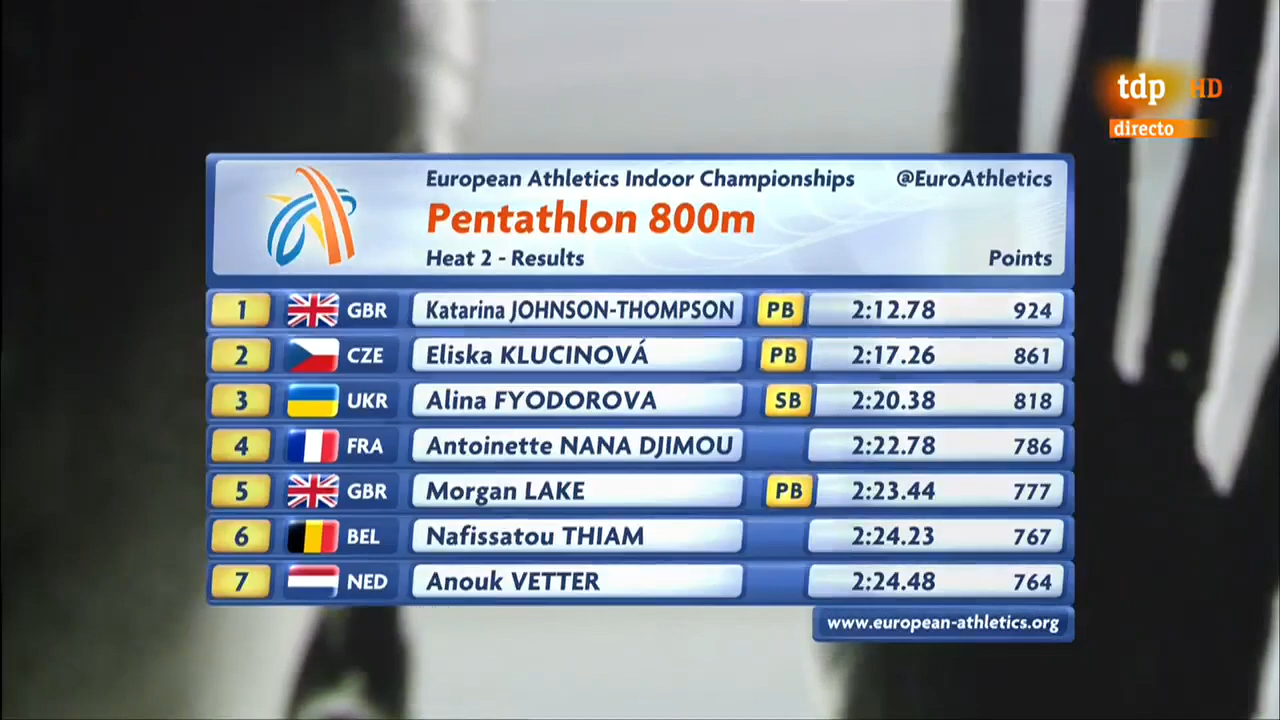 tdp HD
directo
European Athletics Indoor Championships @EuroAthletics
Pentathlon 800m
Heat 2 - Results Points
1 GBR Katarina JOHNSON-THOMPSON PB 2:12.78 924
2 CZE Eliska KLUCINOVÁ PB 2:17.26 861
3 UKR Alina FYODOROVA SB 2:20.38 818
4 FRA Antoinette NANA DJIMOU 2:22.78 786
5 GBR Morgan LAKE PB 2:23.44 777
6 BEL Nafissatou THIAM 2:24.23 767
7 NED Anouk VETTER 2:24.48 764
www.european-athletics.org